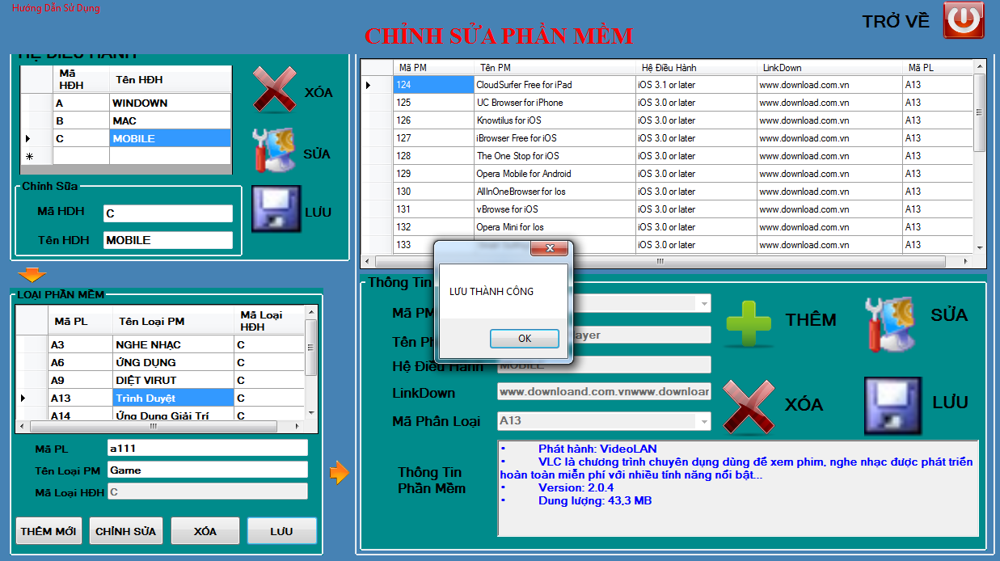 Hướng Dẫn Sử Dụng
CHỈNH SỬA PHẦN MỀM
TRỞ VỀ
HỆ ĐIỀU HÀNH
Mã HĐH Tên HĐH
A WINDOWN
B MAC
C MOBILE
XÓA
SỬA
LƯU
Chỉnh Sửa
Mã HDH C
Tên HDH MOBILE
LOẠI PHẦN MỀM
Mã PL Tên Loại PM Mã Loại HĐH
A3 NGHE NHẠC C
A6 ỨNG DỤNG C
A9 DIỆT VIRUT C
A13 Trình Duyệt C
A14 Ứng Dụng Giải Trí C
Mã PL a111
Tên Loại PM Game
Mã Loại HĐH C
THÊM MỚI CHỈNH SỬA XÓA LƯU
Mã PM Tên PM Hệ Điều Hành LinkDown Mã PL
124 CloudSurfer Free for iPad iOS 3.1 or later www.download.com.vn A13
125 UC Browser for iPhone iOS 3.0 or later www.download.com.vn A13
126 Knowtilus for iOS iOS 3.0 or later www.download.com.vn A13
127 iBrowser Free for iOS iOS 3.0 or later www.download.com.vn A13
128 The One Stop for iOS iOS 3.0 or later www.download.com.vn A13
129 Opera Mobile for Android iOS 3.0 or later www.download.com.vn A13
130 AllInOneBrowser for Ios iOS 3.0 or later www.download.com.vn A13
131 vBrowse for iOS iOS 3.0 or later www.download.com.vn A13
132 Opera Mini for Ios iOS 3.0 or later www.download.com.vn A13
133 iOS 3.0 or later www.download.com.vn A13
LƯU THÀNH CÔNG
OK
Thông Tin
Mã PM
Tên
Hệ Điều Hành MOBILE
LinkDown www.downloand.com.vnwww.downloar
Mã Phân Loại A13
Thông Tin
Phần Mềm
• Phát hành: VideoLAN
• VLC là chương trình chuyên dụng dùng để xem phim, nghe nhạc được phát triển
hoàn toàn miễn phí với nhiều tính năng nổi bật...
• Version: 2.0.4
• Dung lượng: 43,3 MB
THÊM
SỬA
XÓA
LƯU